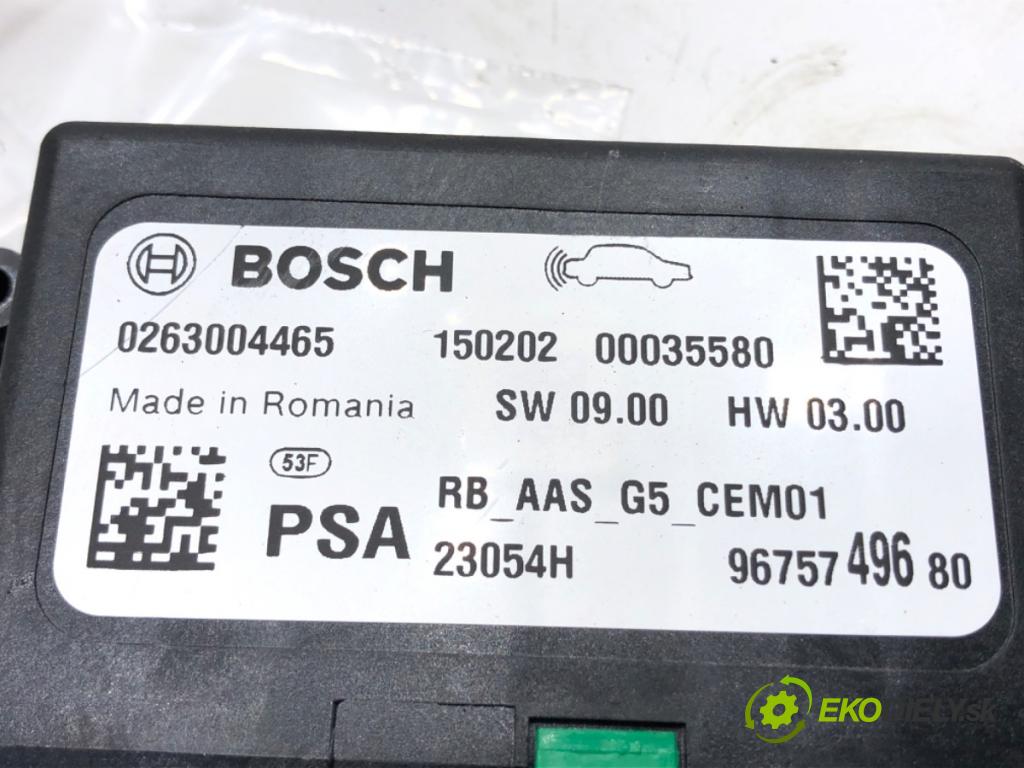 BOSCH
0263004465 150202 00035580
Made in Romania SW 09.00 HW 03.00
53F
PSA RB_AAS_G5_CEM01
23054H 96757 496 80
EKODIELY.sk